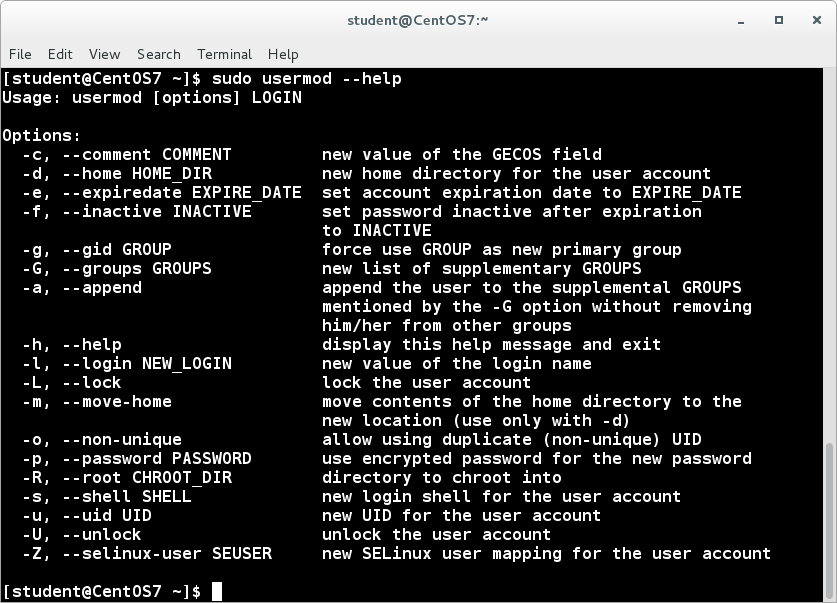 student@CentOS7:~
File Edit View Search Terminal Help
[student@CentOS7 ~]$ sudo usermod --help
Usage: usermod [options] LOGIN

Options:
  -c, --comment COMMENT         new value of the GECOS field
  -d, --home HOME_DIR           new home directory for the user account
  -e, --expiredate EXPIRE_DATE  set account expiration date to EXPIRE_DATE
  -f, --inactive INACTIVE       set password inactive after expiration
                                to INACTIVE
  -g, --gid GROUP               force use GROUP as new primary group
  -G, --groups GROUPS           new list of supplementary GROUPS
  -a, --append                  append the user to the supplemental GROUPS
                                mentioned by the -G option without removing
                                him/her from other groups
  -h, --help                    display this help message and exit
  -l, --login NEW_LOGIN         new value of the login name
  -L, --lock                    lock the user account
  -m, --move-home               move contents of the home directory to the
                                new location (use only with -d)
  -o, --non-unique              allow using duplicate (non-unique) UID
  -p, --password PASSWORD       use encrypted password for the new password
  -R, --root CHROOT_DIR         directory to chroot into
  -s, --shell SHELL             new login shell for the user account
  -u, --uid UID                 new UID for the user account
  -U, --unlock                  unlock the user account
  -Z, --selinux-user SEUSER     new SELinux user mapping for the user account

[student@CentOS7 ~]$